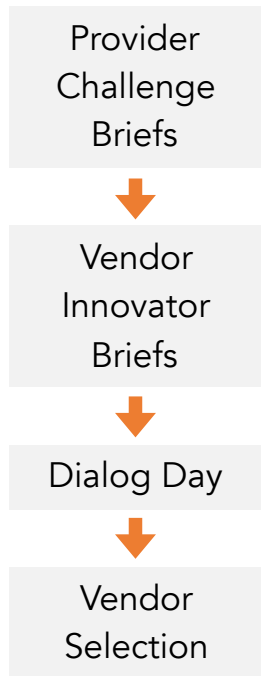 Provider
Challenge
Briefs
Vendor
Innovator
Briefs
Dialog Day
Vendor
Selection